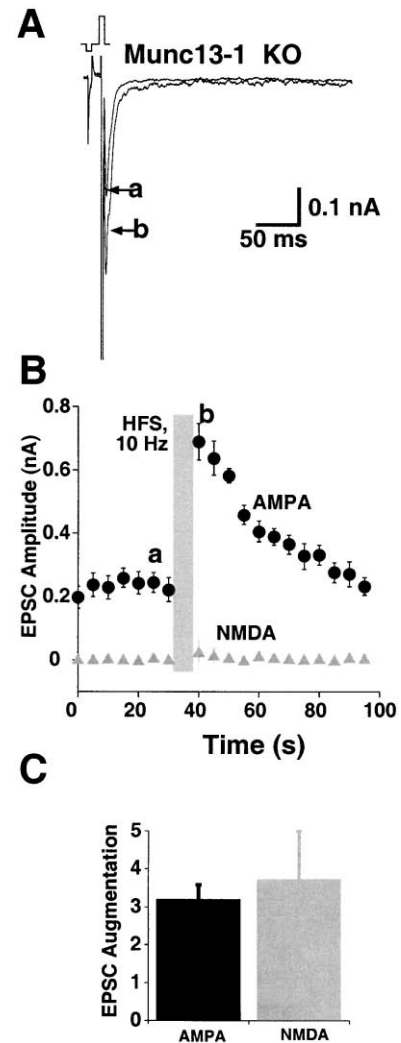 A
Munc13-1 KO
a
b
0.1 nA
50 ms
B
0.8
0.6
0.4
0.2
0
EPSC Amplitude (nA)
HFS,
10 Hz
b
a
AMPA
NMDA
0 20 40 60 80 100
Time (s)
C
5
4
3
2
1
0
EPSC Augmentation
AMPA NMDA